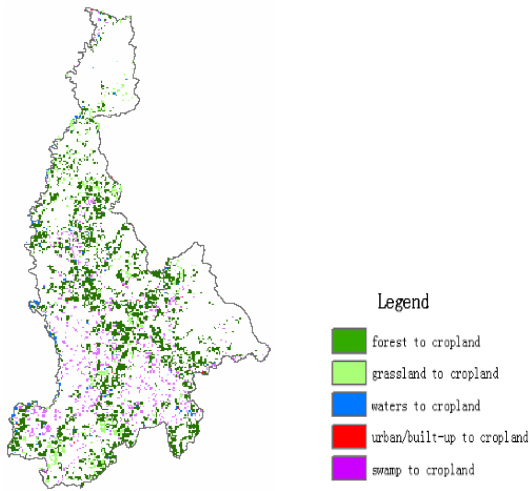 Legend
forest to cropland
grassland to cropland
waters to cropland
urban/built-up to cropland
swamp to cropland